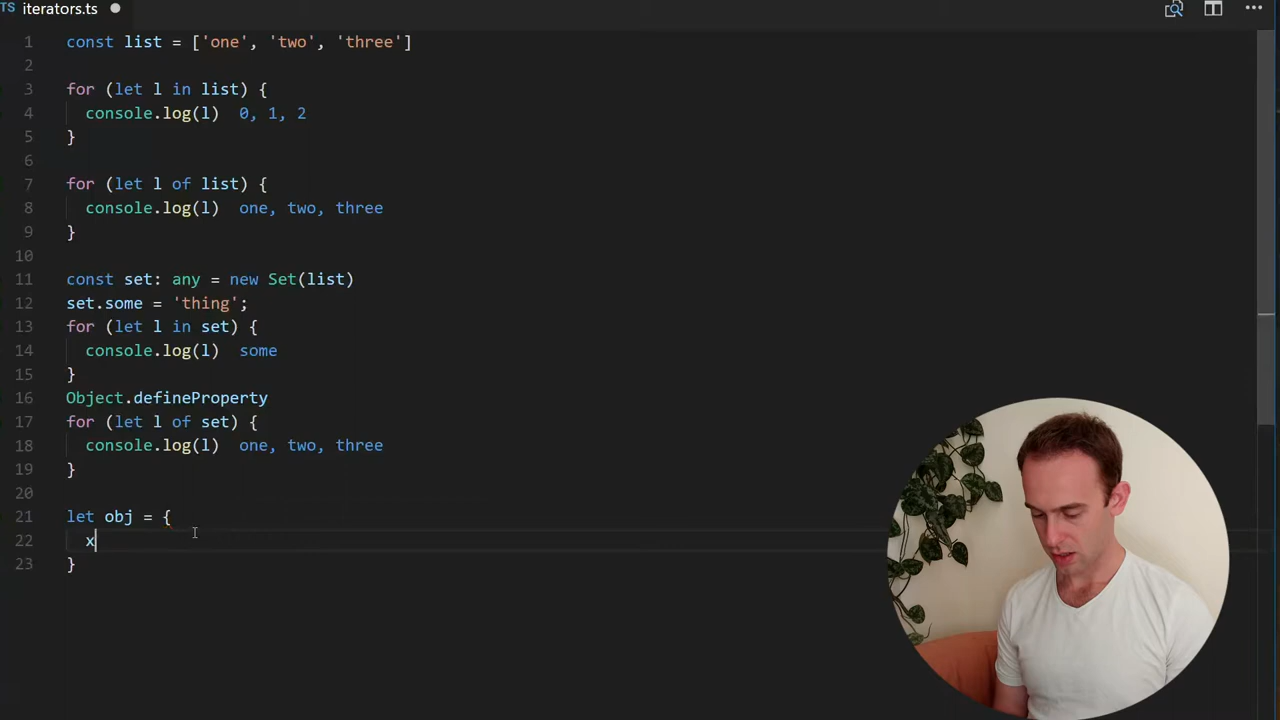 TS iterators.ts
1 const list = ['one', 'two', 'three']
2
3 for (let l in list) {
4 console.log(l) 0, 1, 2
5 }
6
7 for (let l of list) {
8 console.log(l) one, two, three
9 }
10
11 const set: any = new Set(list)
12 set.some = 'thing';
13 for (let l in set) {
14 console.log(l) some
15 }
16 Object.defineProperty
17 for (let l of set) {
18 console.log(l) one, two, three
19 }
20
21 let obj = {
22 x
23 }